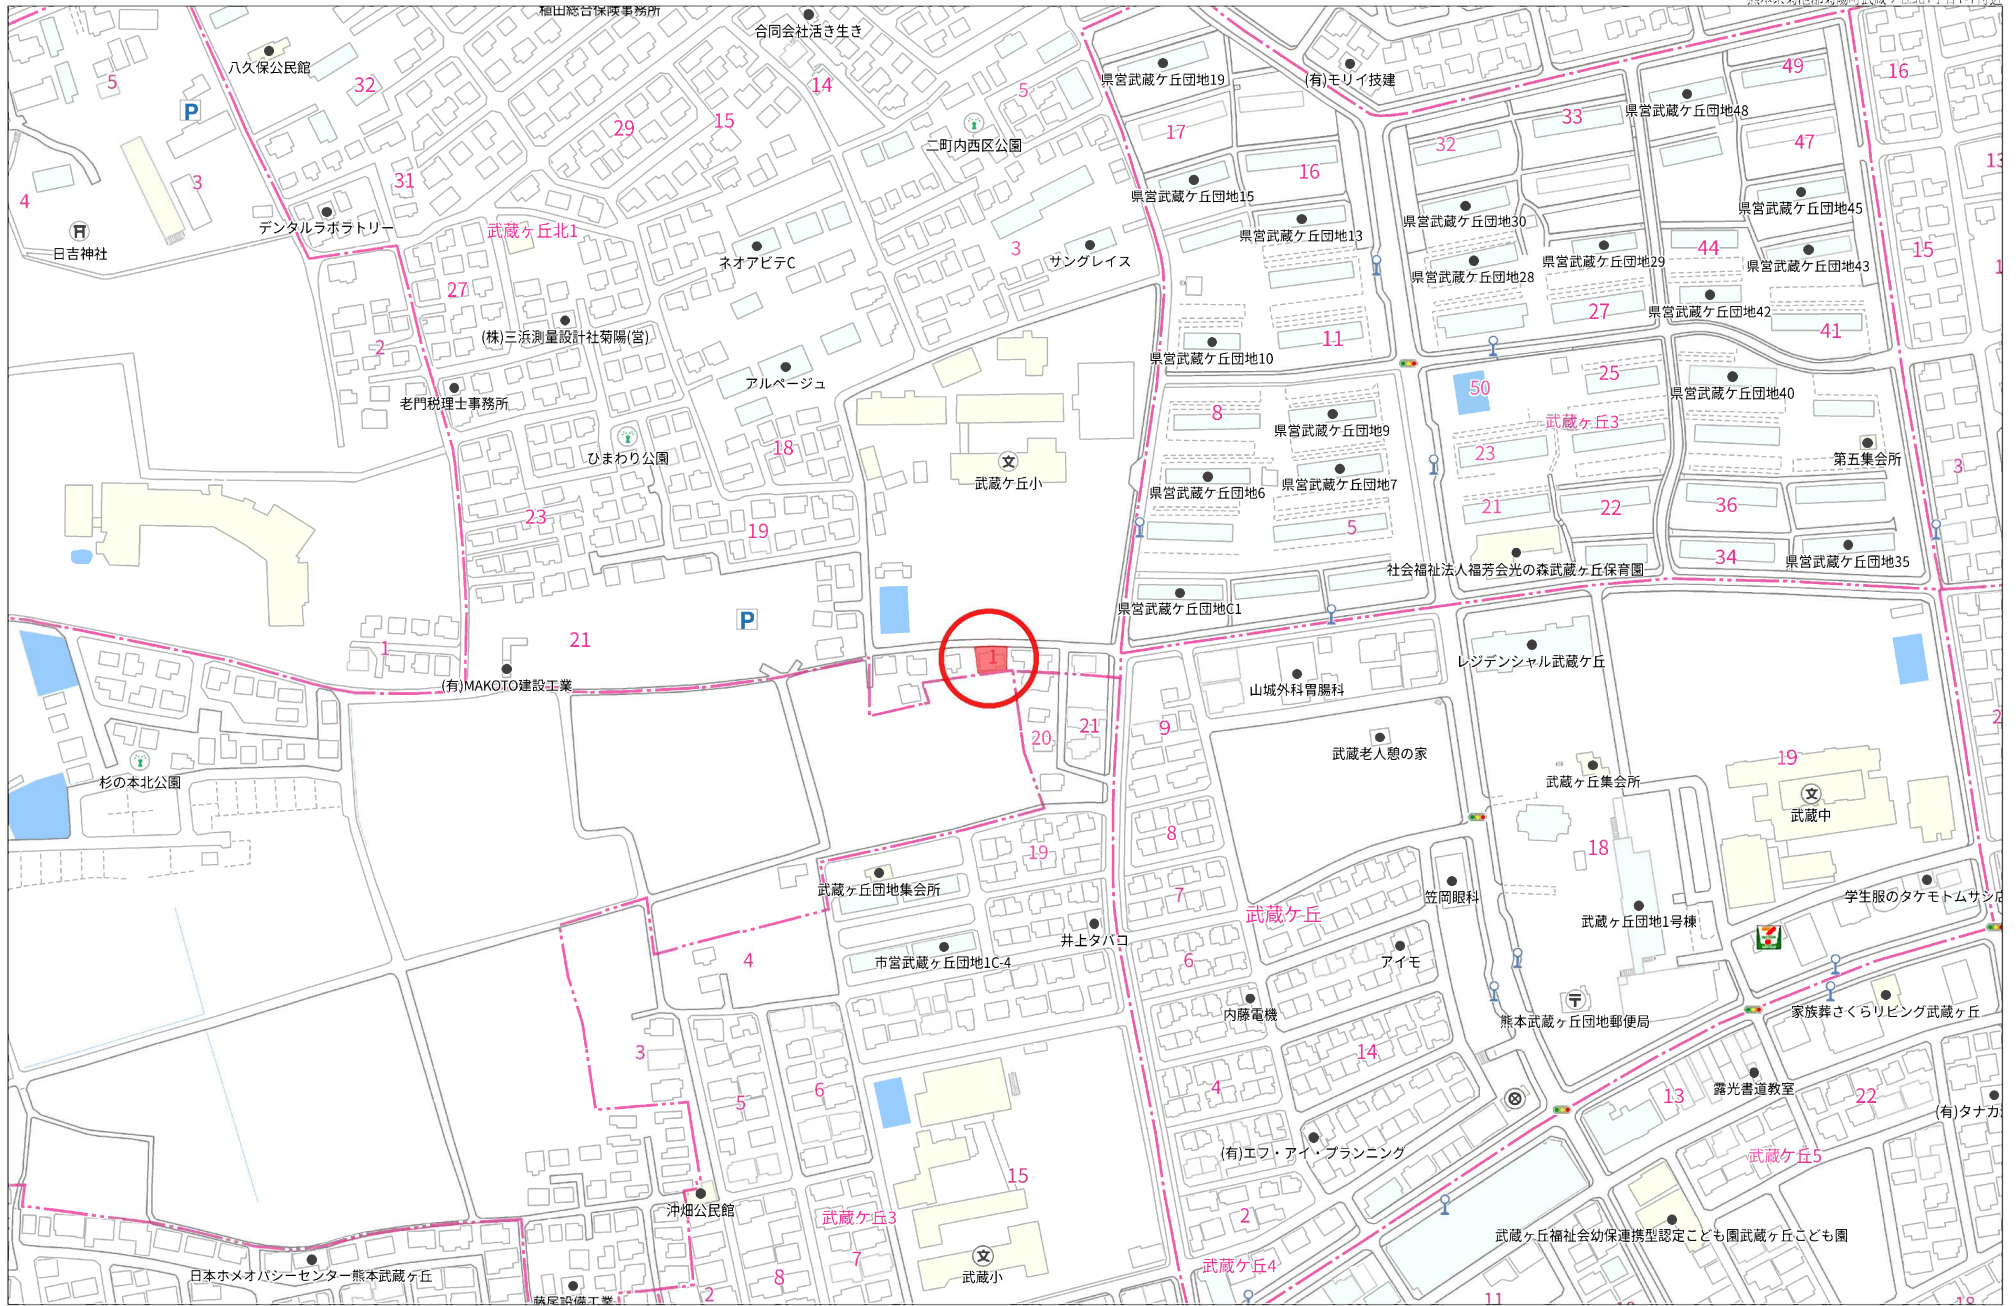 合同会社活き生き
八久保公民館
5
32
14
5
県営武蔵ケ丘団地19
(有)モリイ技建
49
16
県営武蔵ケ丘団地48
P
29
15
17
32
33
47
二町内西区公園
16
4
3
31
県営武蔵ケ丘団地15
県営武蔵ケ丘団地30
県営武蔵ケ丘団地45
デンタルラボラトリー
武蔵ヶ丘北1
県営武蔵ケ丘団地13
日吉神社
ネオアビテC
3
サングレイス
県営武蔵ケ丘団地28
県営武蔵ケ丘団地29
44
県営武蔵ケ丘団地43
15
27
27
県営武蔵ケ丘団地42
41
(株)三浜測量設計社菊陽(営)
2
11
県営武蔵ケ丘団地10
アルページュ
25
50
県営武蔵ケ丘団地40
老門税理士事務所
8
武蔵ヶ丘3
県営武蔵ケ丘団地9
ひまわり公園
18
23
第五集会所
3
武蔵ケ丘小
文
県営武蔵ケ丘団地6
県営武蔵ケ丘団地7
23
19
5
21
22
36
34
県営武蔵ケ丘団地35
社会福祉法人福芳会光の森武蔵ヶ丘保育園
県営武蔵ケ丘団地C1
P
21
1
1
(有)MAKOTO建設工業
レジデンシャル武蔵ケ丘
山城外科胃腸科
9
20
21
武蔵老人憩の家
19
杉の本北公園
武蔵ヶ丘集会所
文
武蔵中
8
19
18
武蔵ヶ丘団地集会所
7
笠岡眼科
学生服のタケモトムサシ店
武蔵ケ丘
武蔵ヶ丘団地1号棟
井上タバコ
4
市営武蔵ヶ丘団地1C-4
6
アイモ
内藤電機
熊本武蔵ヶ丘団地郵便局
家族葬さくらリビング武蔵ヶ丘
3
14
6
5
4
13
露光書道教室
22
(有)タナカ
(有)エフ・アイ・プランニング
武蔵ケ丘5
15
沖畑公民館
武蔵ケ丘3
2
武蔵ヶ丘福祉会幼保連携型認定こども園武蔵ヶ丘こども園
7
武蔵ケ丘4
文
武蔵小
日本ホメオパシーセンター熊本武蔵ヶ丘
8
2
11